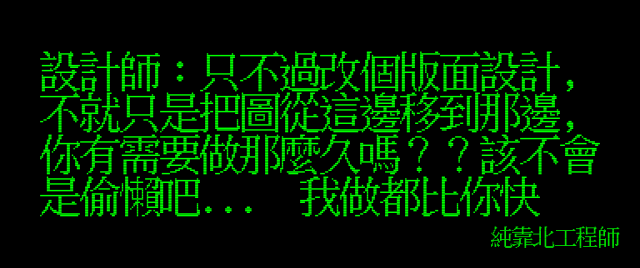 設計師：只不過改個版面設計，
不就只是把圖從這邊移到那邊，
你有需要做那麼久嗎？？該不會
是偷懶吧...　我做都比你快
純靠北工程師